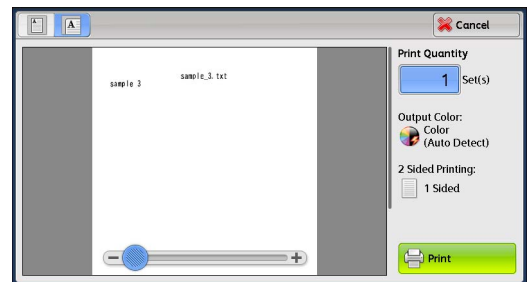 A
A
Cancel
sample_3.txt
sample 3
Print Quantity
1 Set(s)
Output Color:
Color
(Auto Detect)
2 Sided Printing:
1 Sided
Print